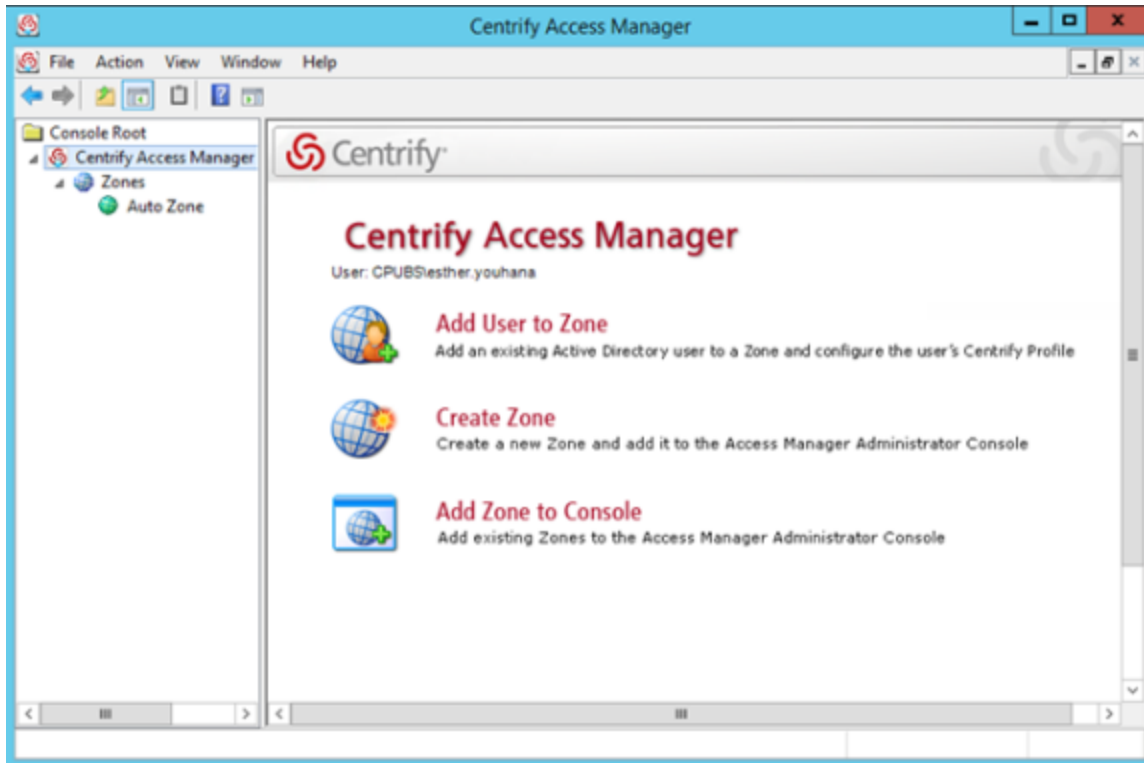 Centrify Access Manager
File Action View Window Help
Console Root
Centrify Access Manager
Zones
Auto Zone
Centrify
Centrify Access Manager
User: CPUBS\esther.youhana
Add User to Zone
Add an existing Active Directory user to a Zone and configure the user's Centrify Profile
Create Zone
Create a new Zone and add it to the Access Manager Administrator Console
Add Zone to Console
Add existing Zones to the Access Manager Administrator Console